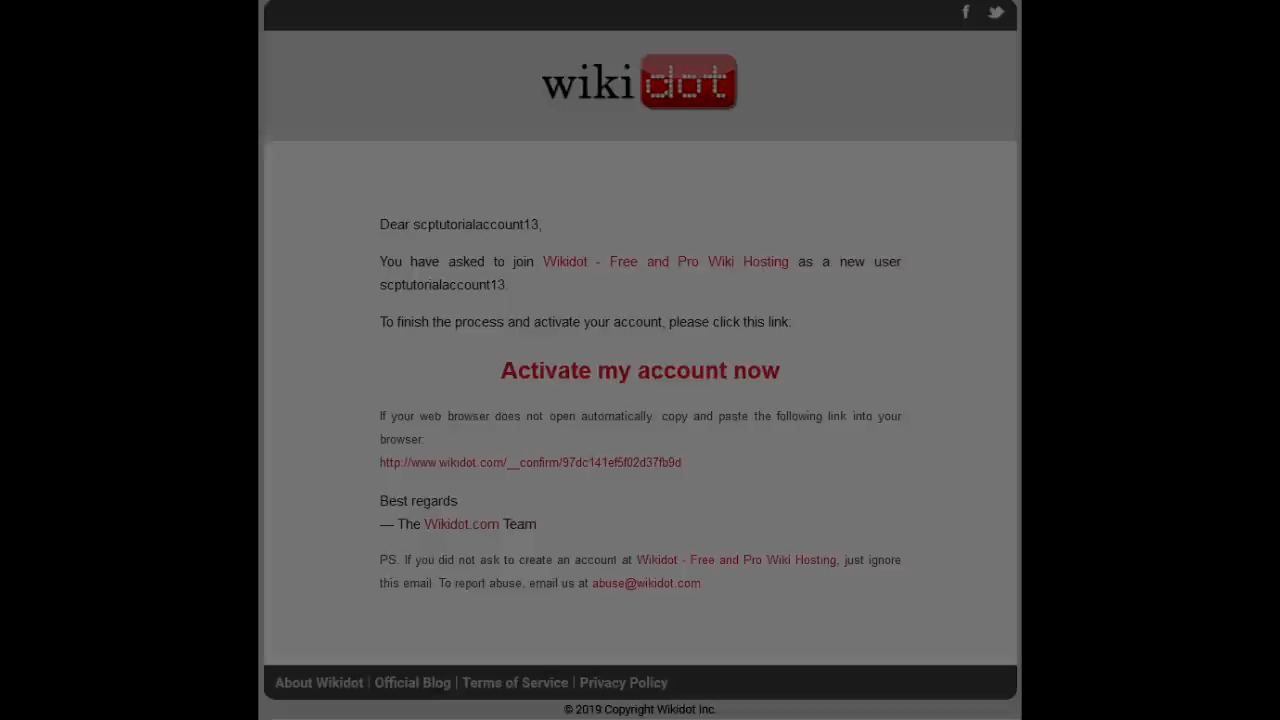 f
wikidot
Dear scptutorialaccount13,
You have asked to join Wikidot - Free and Pro Wiki Hosting as a new user
scptutorialaccount13.
To finish the process and activate your account, please click this link:
Activate my account now
If your web browser does not open automatically copy and paste the following link into your
browser:
http://www.wikidot.com/__confirm/97dc141ef5f02d37fb9d
Best regards
— The Wikidot.com Team
PS. If you did not ask to create an account at Wikidot - Free and Pro Wiki Hosting, just ignore
this email. To report abuse, email us at abuse@wikidot.com
About Wikidot | Official Blog | Terms of Service | Privacy Policy
© 2019 Copyright Wikidot Inc.